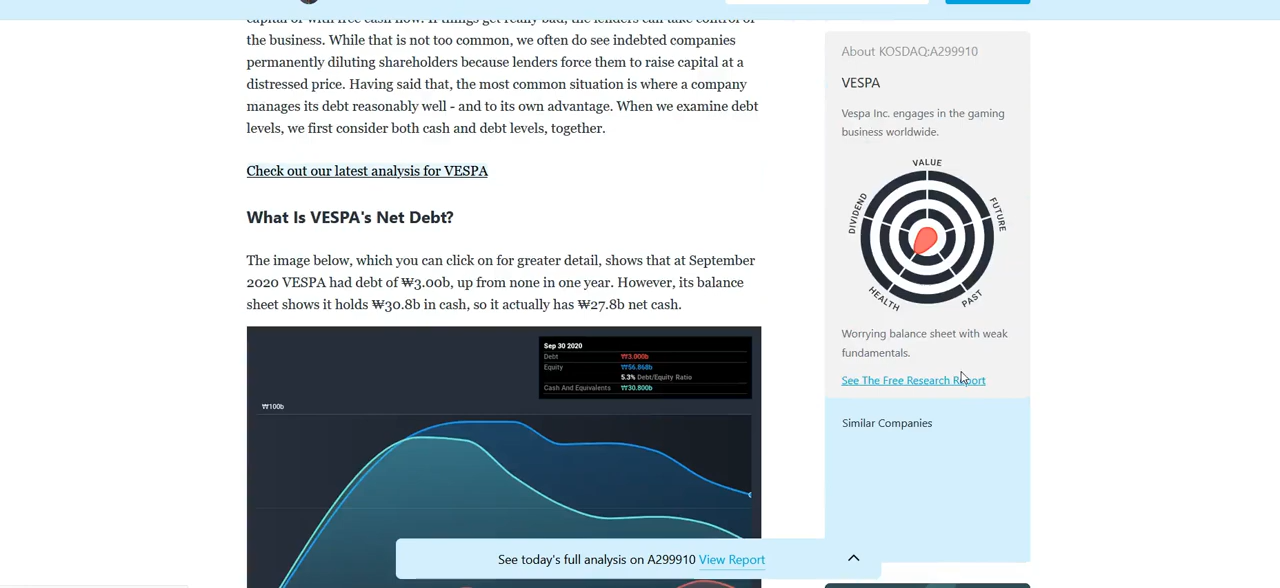 capital or with free cash flow. If things get really bad, the lenders can take control of
the business. While that is not too common, we often do see indebted companies
permanently diluting shareholders because lenders force them to raise capital at a
distressed price. Having said that, the most common situation is where a company
manages its debt reasonably well - and to its own advantage. When we examine debt
levels, we first consider both cash and debt levels, together.
Check out our latest analysis for VESPA
What Is VESPA's Net Debt?
The image below, which you can click on for greater detail, shows that at September
2020 VESPA had debt of ₩3.00b, up from none in one year. However, its balance
sheet shows it holds ₩30.8b in cash, so it actually has ₩27.8b net cash.
Sep 30 2020
Debt ₩3.000b
Equity ₩56.868b
5.3% Debt/Equity Ratio
Cash And Equivalents ₩30.800b
₩100b
See today's full analysis on A299910 View Report
About KOSDAQ:A299910
VESPA
Vespa Inc. engages in the gaming
business worldwide.
VALUE
FUTURE
PAST
HEALTH
DIVIDEND
Worrying balance sheet with weak
fundamentals.
See The Free Research Report
Similar Companies